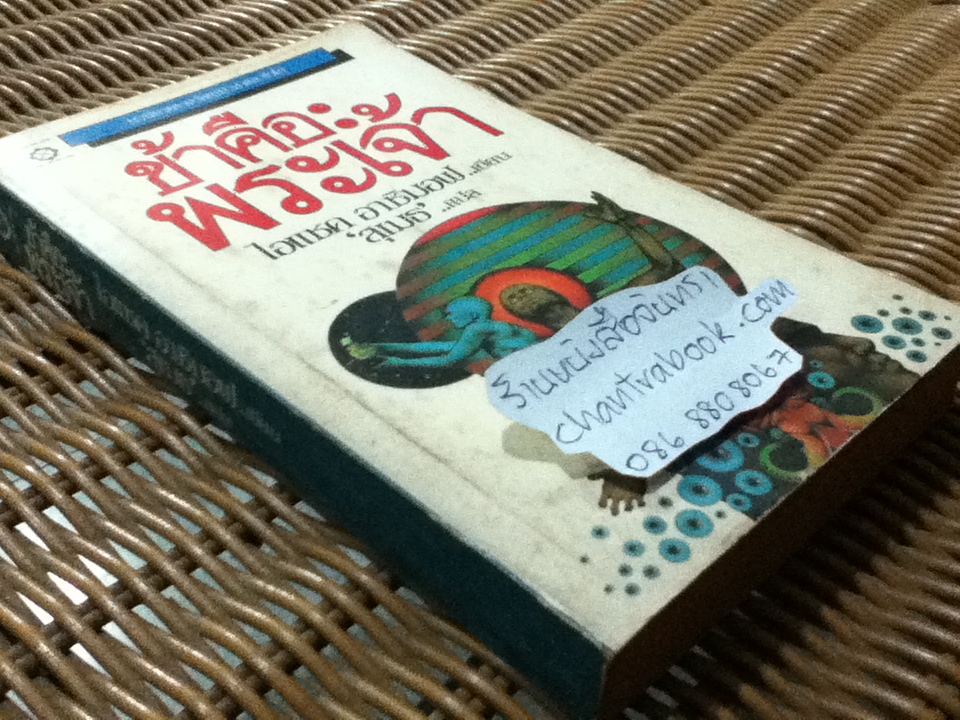 ข้าคือ
พระเจ้า
ไอแซค อาซิมอฟ ..เขียน
'สุเมธ' ..แปล
ร้านหนังสือจันทรา
chantrabook.com
086 8808067